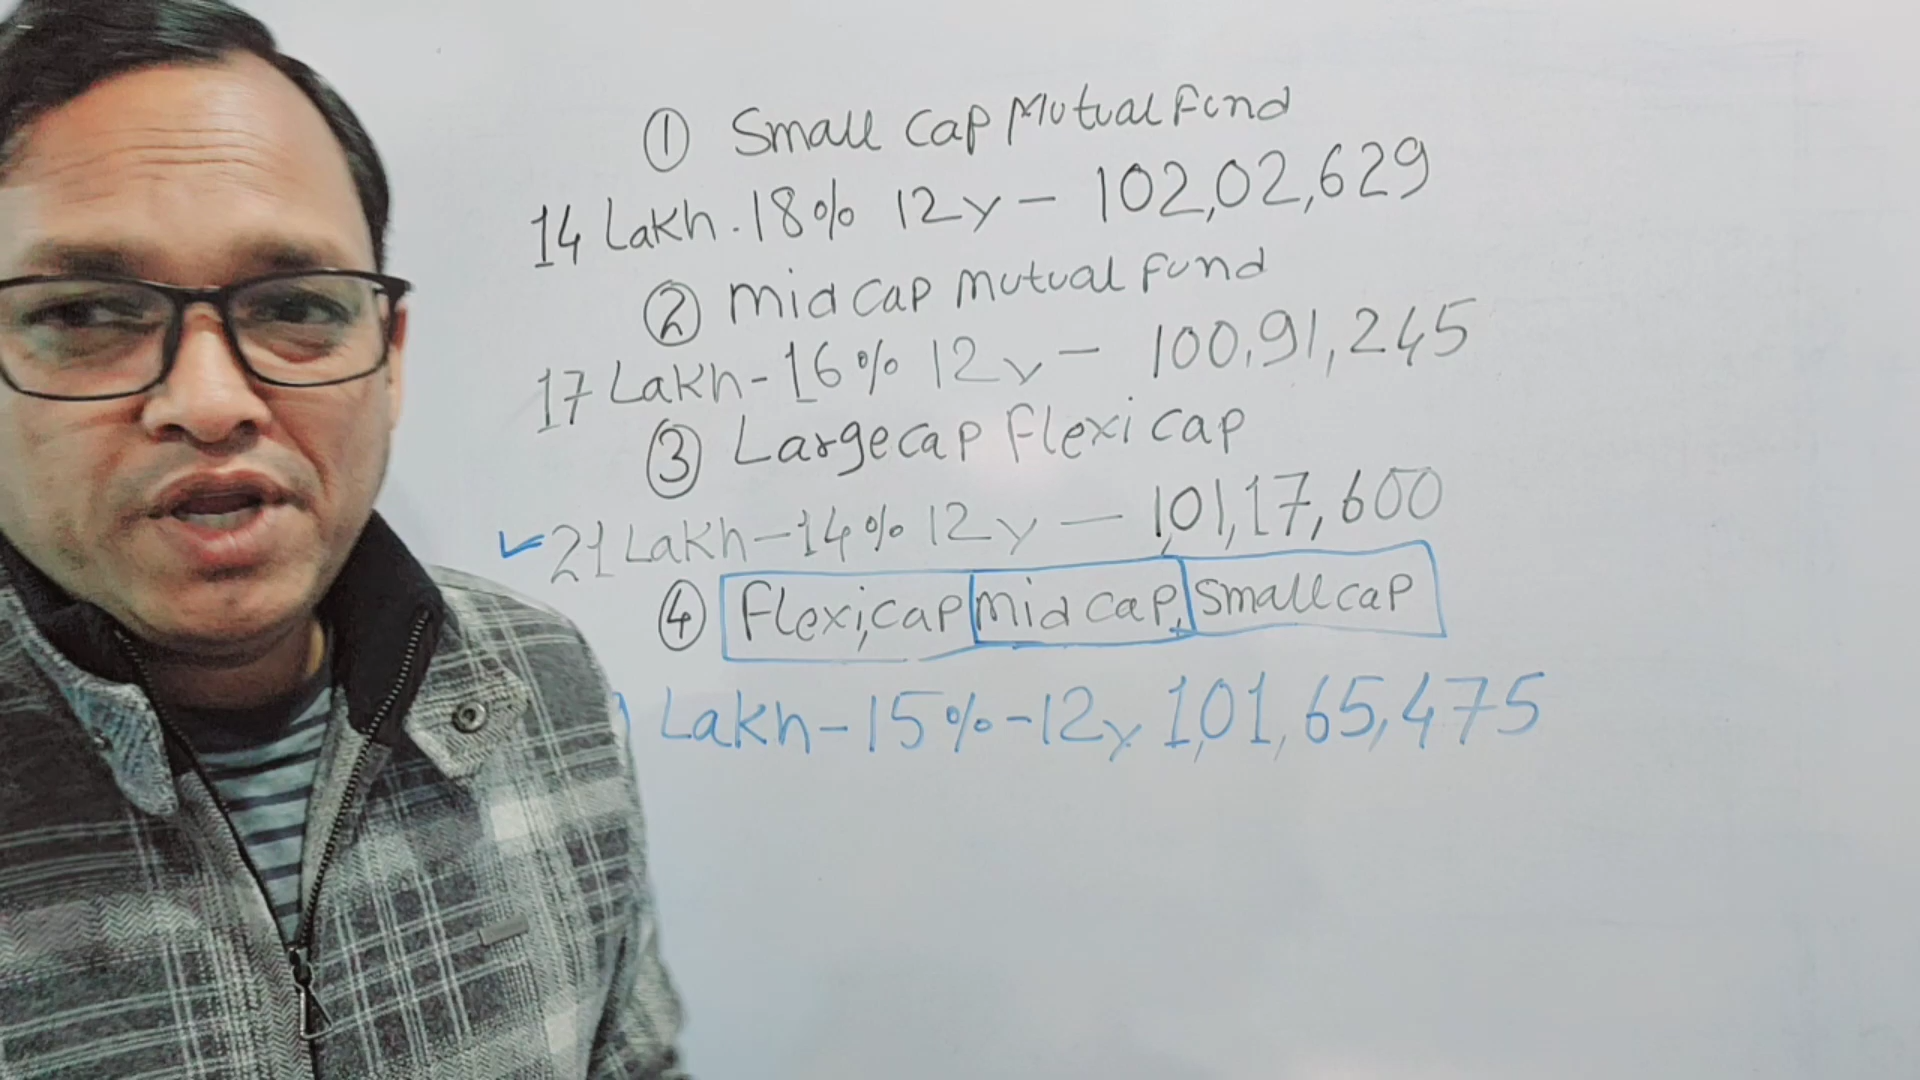 ① Small Cap Mutual Fund
14 Lakh. 18% 12y - 102,02,629
② Mid Cap Mutual Fund
17 Lakh - 16% 12y - 100,91,245
③ Large cap Flexi cap
21 Lakh - 14% 12y - 101,17,600
④ Flexi,cap Mid cap, Small cap
Lakh - 15% - 12y 101,65,475